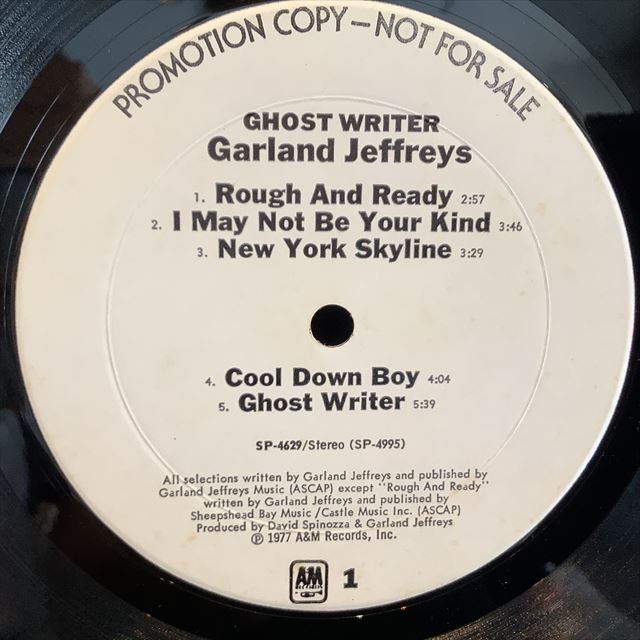 PROMOTION COPY—NOT FOR SALE
GHOST WRITER
Garland Jeffreys
1. Rough And Ready 2:57
2. I May Not Be Your Kind 3:46
3. New York Skyline 3:29
4. Cool Down Boy 4:04
5. Ghost Writer 5:39
SP-4629/Stereo (SP-4995)
All selections written by Garland Jeffreys and published by
Garland Jeffreys Music (ASCAP) except "Rough And Ready"
written by Garland Jeffreys and published by
Sheepshead Bay Music/Castle Music Inc. (ASCAP)
Produced by David Spinozza & Garland Jeffreys
℗ 1977 A&M Records, Inc.
A&M RECORDS 1